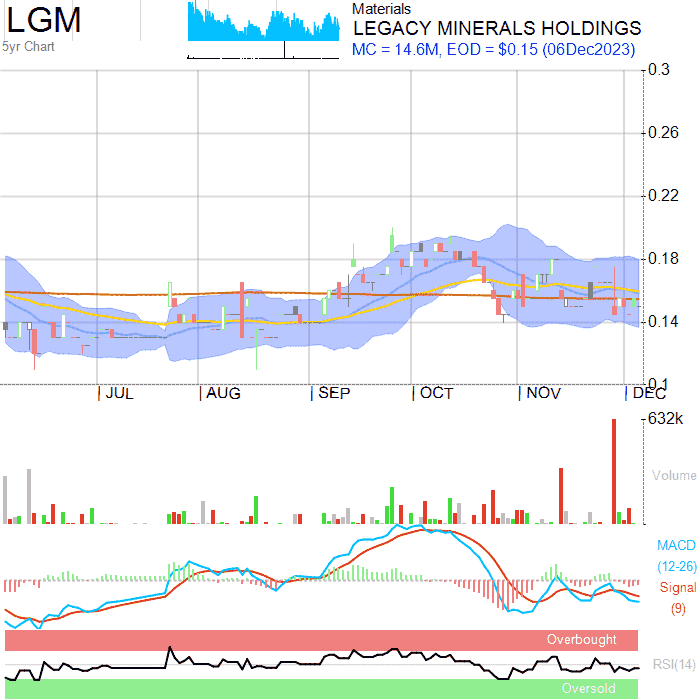 LGM
5yr Chart
Materials
LEGACY MINERALS HOLDINGS
MC = 14.6M, EOD = $0.15 (06Dec2023)
0.3
0.26
0.22
0.18
0.14
0.1
JUL AUG SEP OCT NOV DEC
632k
Volume
MACD
(12-26)
Signal
(9)
Overbought
RSI(14)
Oversold